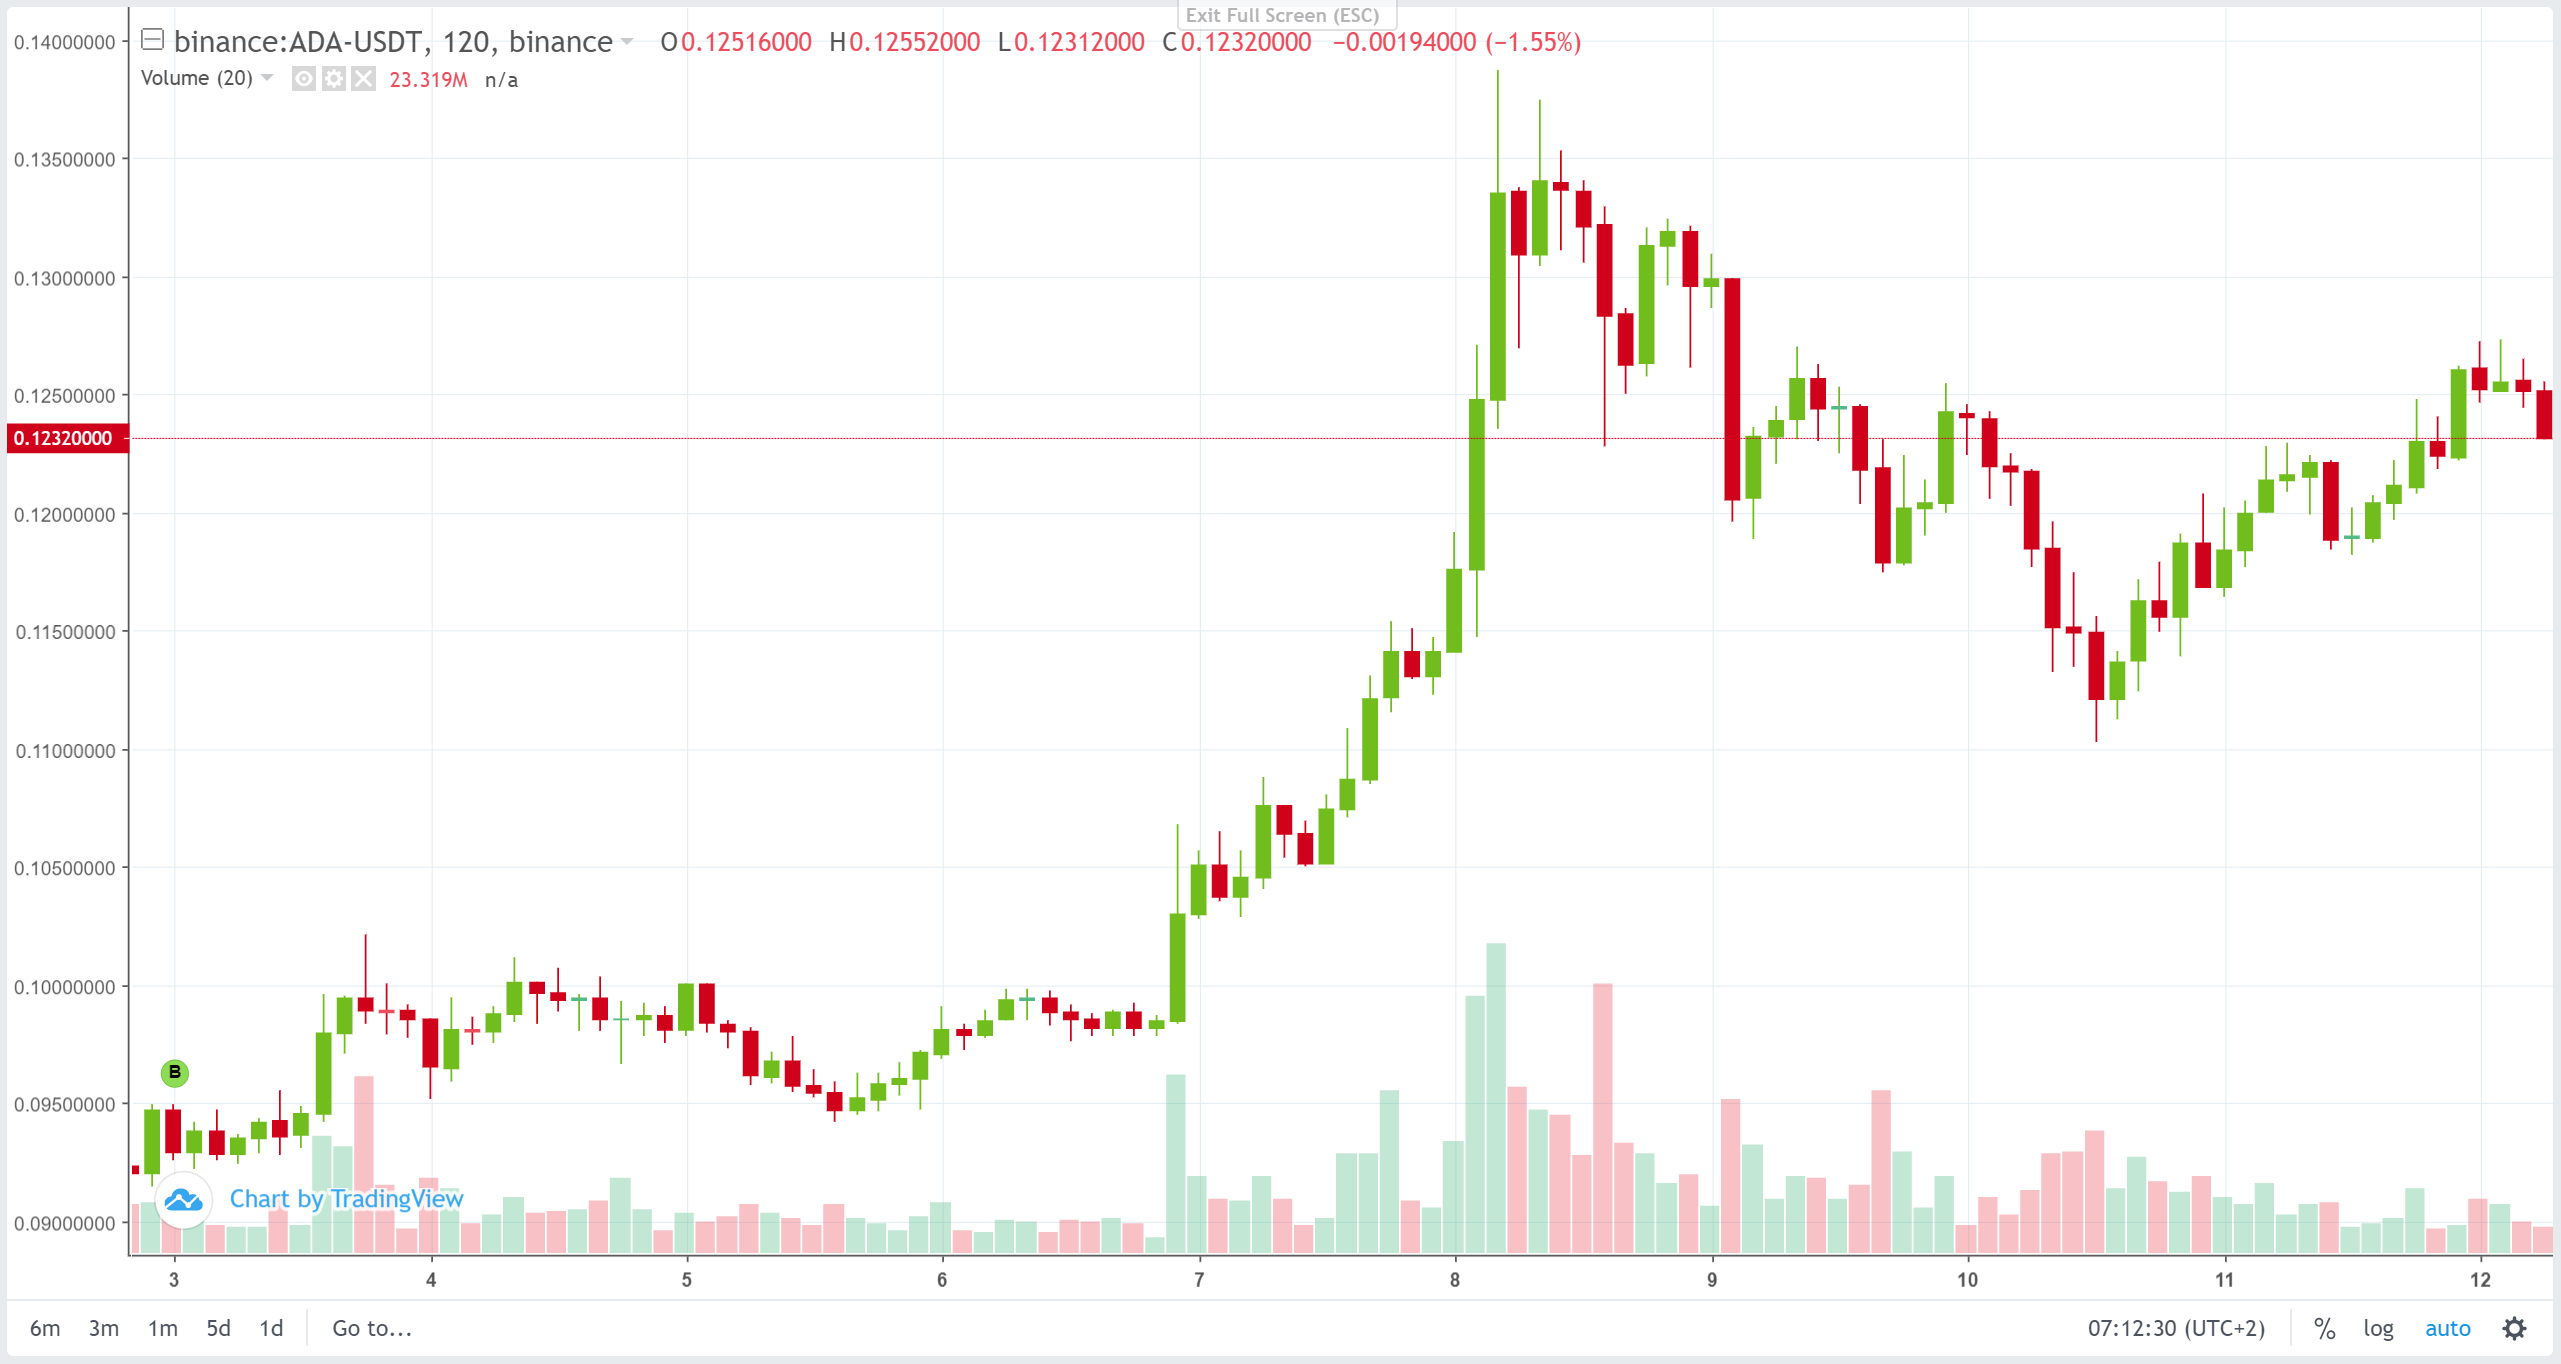 Exit Full Screen (ESC)
binance:ADA-USDT, 120, binance O0.12516000 H0.12552000 L0.12312000 C0.12320000 −0.00194000 (−1.55%)
Volume (20) 23.319M n/a
0.14000000
0.13500000
0.13000000
0.12500000
0.12320000
0.12000000
0.11500000
0.11000000
0.10500000
0.10000000
0.09500000
0.09000000
B
Chart by TradingView
3 4 5 6 7 8 9 10 11 12
6m 3m 1m 5d 1d Go to... 07:12:30 (UTC+2) % log auto